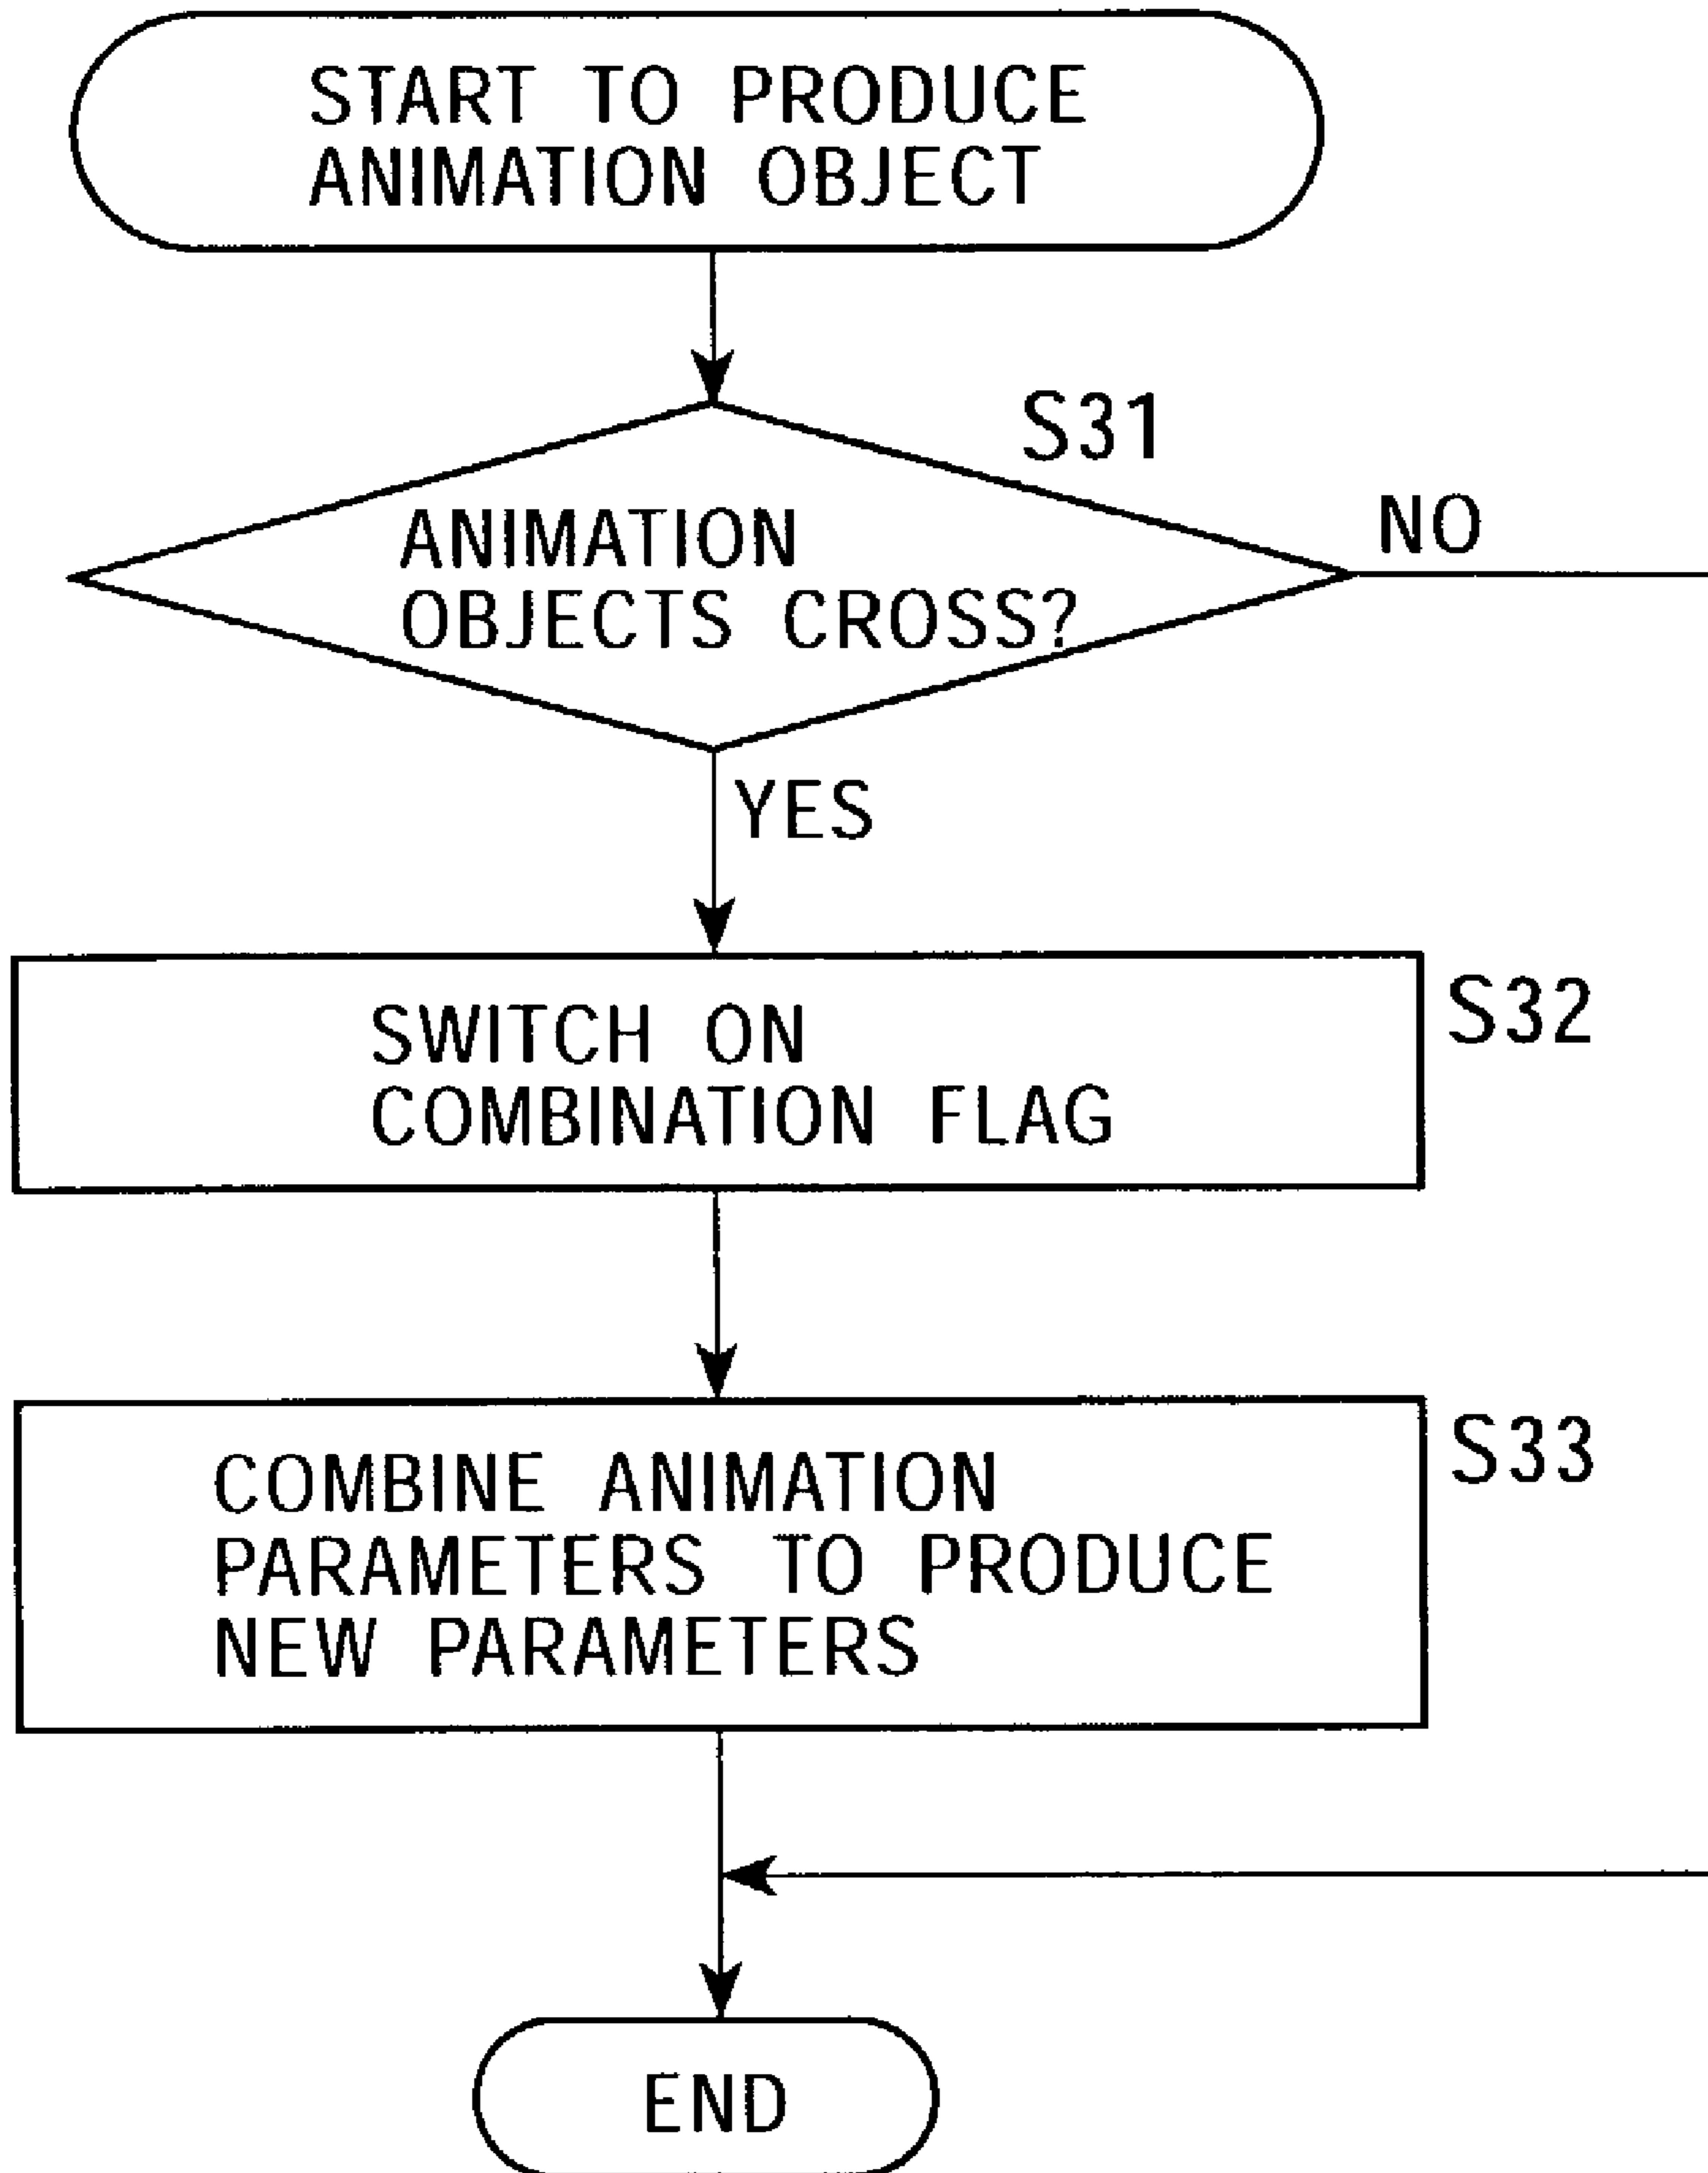 START TO PRODUCE
ANIMATION OBJECT
S31
ANIMATION
OBJECTS CROSS?
NO
YES
SWITCH ON
COMBINATION FLAG
S32
COMBINE ANIMATION
PARAMETERS TO PRODUCE
NEW PARAMETERS
S33
END